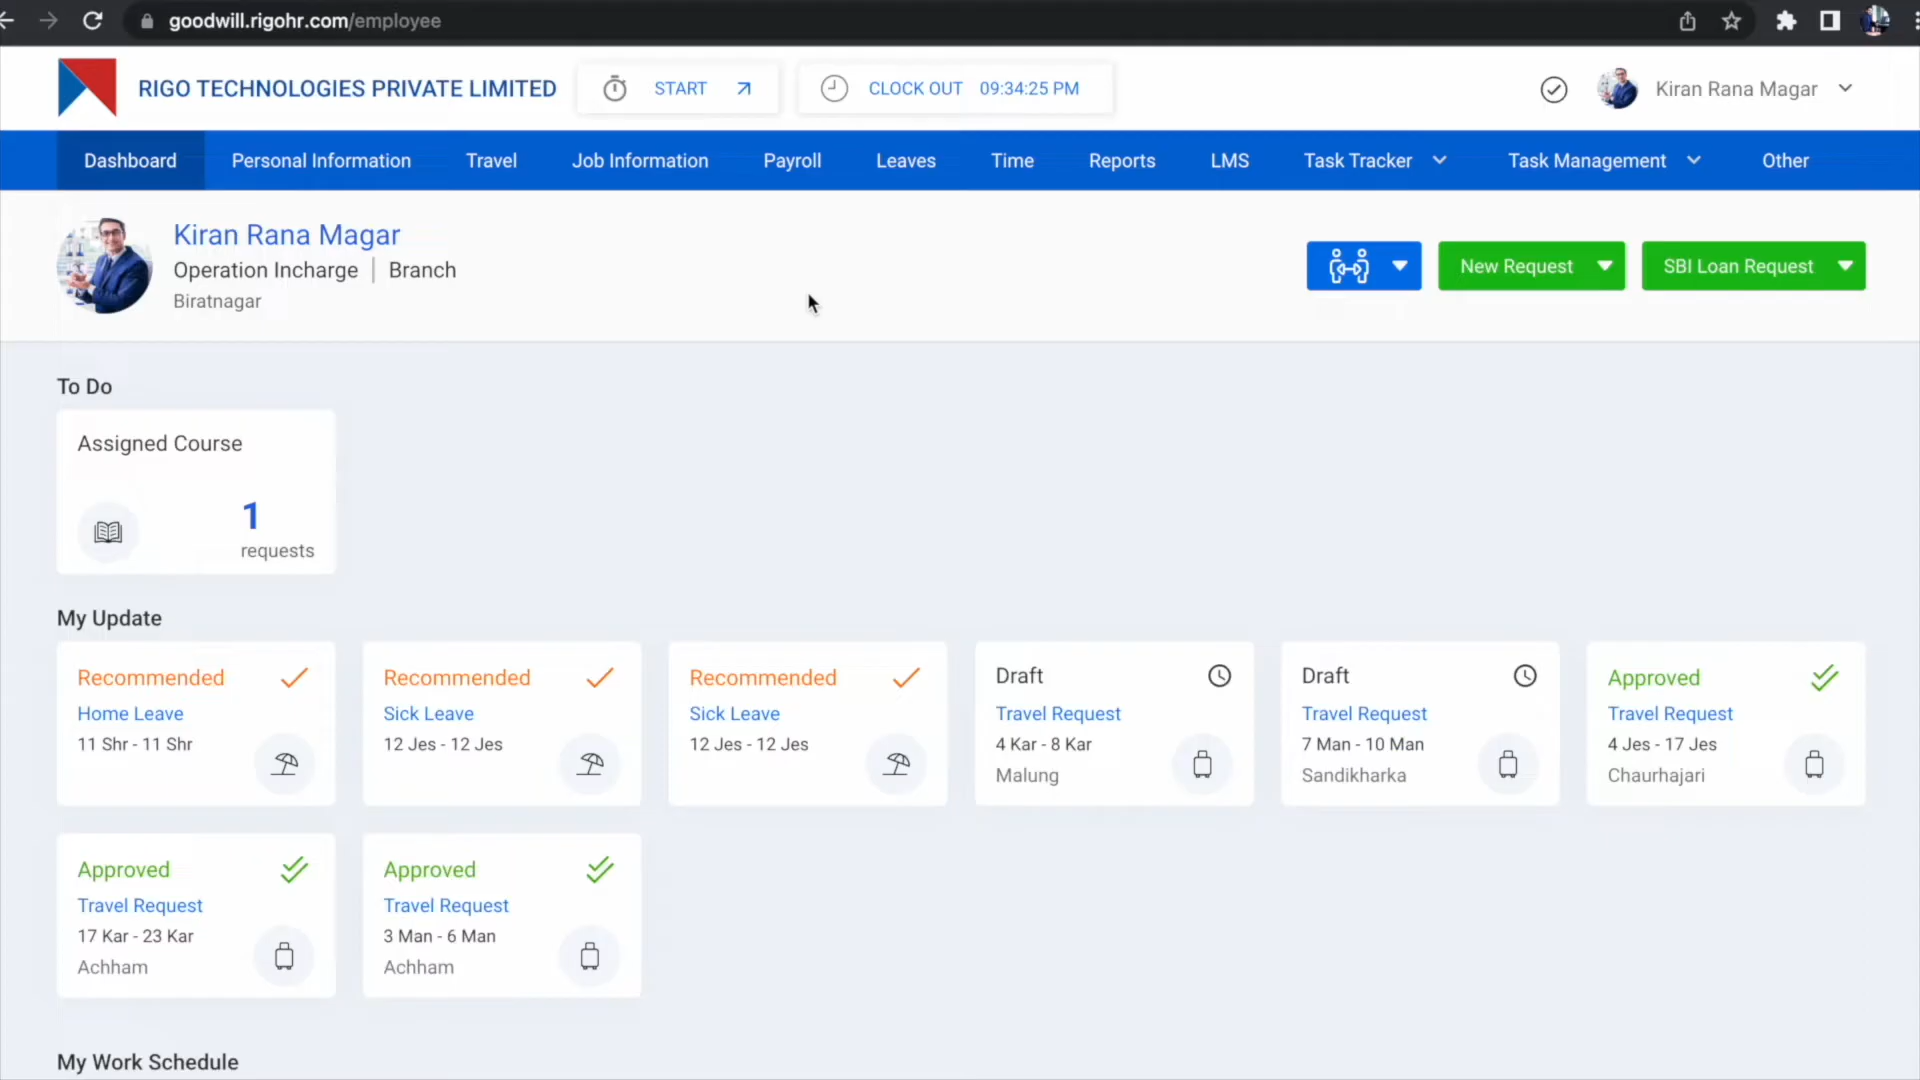 goodwill.rigohr.com/employee
RIGO TECHNOLOGIES PRIVATE LIMITED
START
CLOCK OUT 09:34:25 PM
Kiran Rana Magar
Dashboard Personal Information Travel Job Information Payroll Leaves Time Reports LMS Task Tracker Task Management Other
Kiran Rana Magar
Operation Incharge | Branch
Biratnagar
New Request
SBI Loan Request
To Do
Assigned Course
1
requests
My Update
Recommended
Home Leave
11 Shr - 11 Shr
Recommended
Sick Leave
12 Jes - 12 Jes
Recommended
Sick Leave
12 Jes - 12 Jes
Draft
Travel Request
4 Kar - 8 Kar
Malung
Draft
Travel Request
7 Man - 10 Man
Sandikharka
Approved
Travel Request
4 Jes - 17 Jes
Chaurhajari
Approved
Travel Request
17 Kar - 23 Kar
Achham
Approved
Travel Request
3 Man - 6 Man
Achham
My Work Schedule